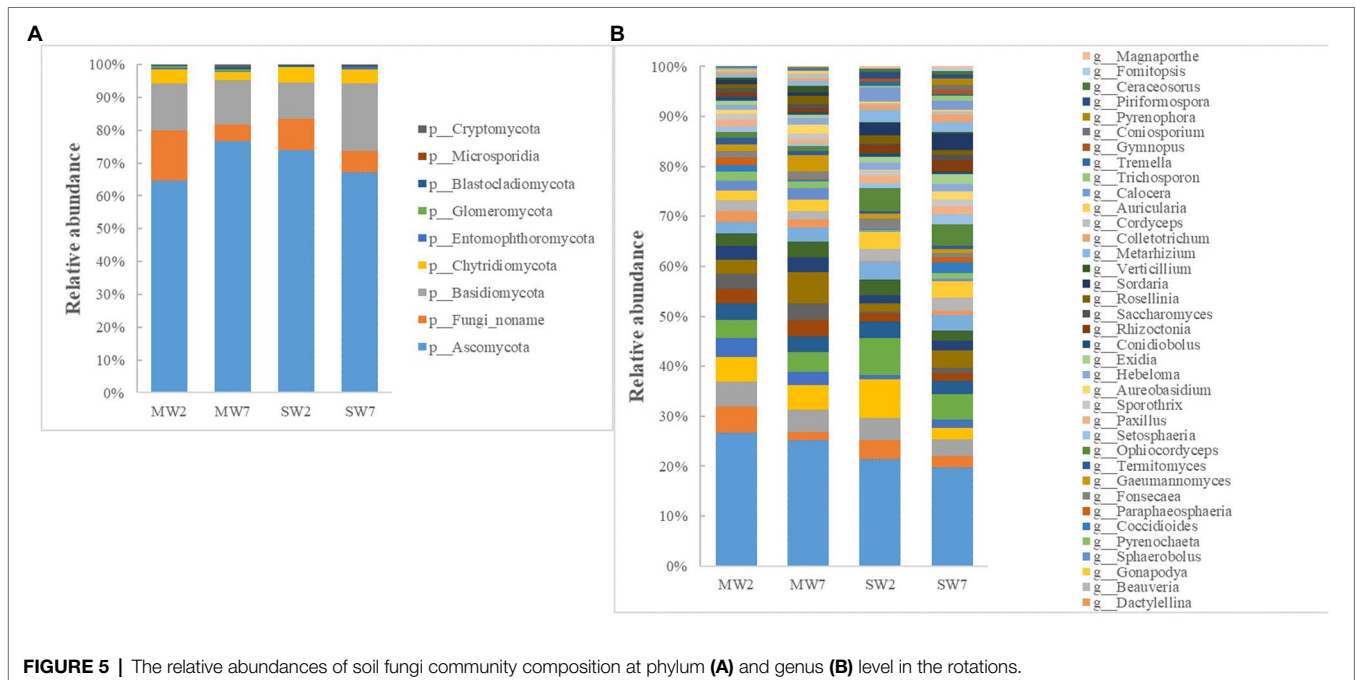 A
B
100%
90%
80%
70%
60%
50%
40%
30%
20%
10%
0%
Relative abundance
MW2 MW7 SW2 SW7
p__Cryptomycota
p__Microsporidia
p__Blastocladiomycota
p__Glomeromycota
p__Entomophthoromycota
p__Chytridiomycota
p__Basidiomycota
p__Fungi_noname
p__Ascomycota
100%
90%
80%
70%
60%
50%
40%
30%
20%
10%
0%
Relative abundance
MW2 MW7 SW2 SW7
g__Magnaporthe
g__Fomitopsis
g__Ceraceosorus
g__Piriformospora
g__Pyrenophora
g__Coniosporium
g__Gymnopus
g__Tremella
g__Trichosporon
g__Calocera
g__Auricularia
g__Cordyceps
g__Colletotrichum
g__Metarhizium
g__Verticillium
g__Sordaria
g__Rosellinia
g__Saccharomyces
g__Rhizoctonia
g__Conidiobolus
g__Exidia
g__Hebeloma
g__Aureobasidium
g__Sporothrix
g__Paxillus
g__Setosphaeria
g__Ophiocordyceps
g__Termitomyces
g__Gaeumannomyces
g__Fonsecaea
g__Paraphaeosphaeria
g__Coccidioides
g__Pyrenochaeta
g__Sphaerobolus
g__Gonapodya
g__Beauveria
g__Dactylellina
FIGURE 5 | The relative abundances of soil fungi community composition at phylum (A) and genus (B) level in the rotations.